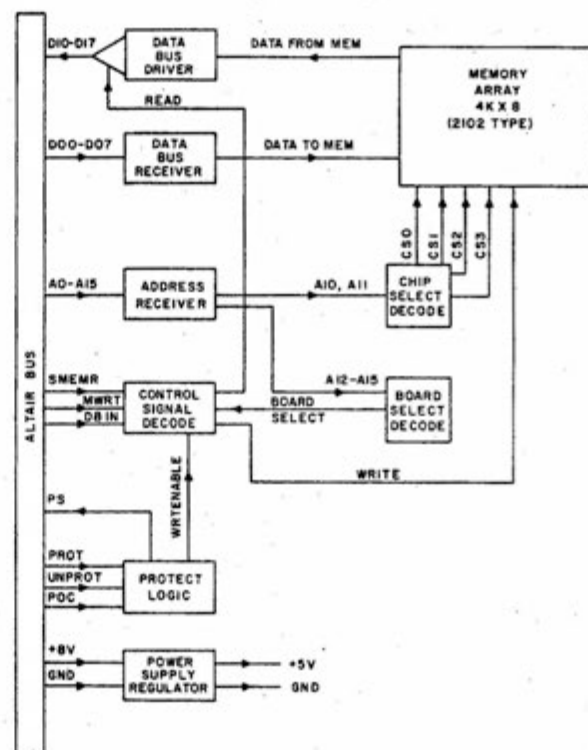 DI0-DI7
DATA
BUS
DRIVER
DATA FROM MEM
MEMORY
ARRAY
4K X 8
(2102 TYPE)
READ
DO0-DO7
DATA
BUS
RECEIVER
DATA TO MEM
CS0
CS1
CS2
CS3
A0-A15
ADDRESS
RECEIVER
A10, A11
CHIP
SELECT
DECODE
ALTAIR BUS
SMEMR
MWRT
DBIN
CONTROL
SIGNAL
DECODE
A12-A15
BOARD
SELECT
BOARD
SELECT
DECODE
WRITE
WRTENABLE
PS
PROT
UNPROT
POC
PROTECT
LOGIC
+8V
GND
POWER
SUPPLY
REGULATOR
+5V
GND